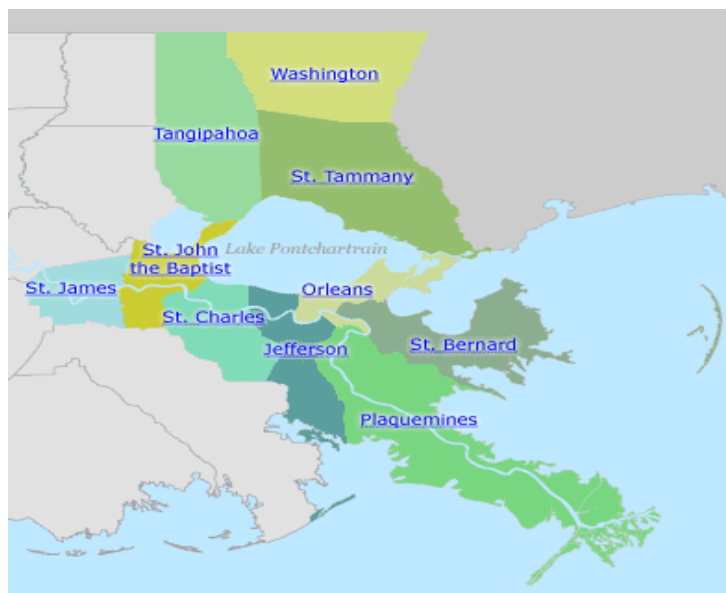 Washington
Tangipahoa
St. Tammany
St. John
the Baptist
Lake Pontchartrain
St. James
Orleans
St. Charles
Jefferson
St. Bernard
Plaquemines